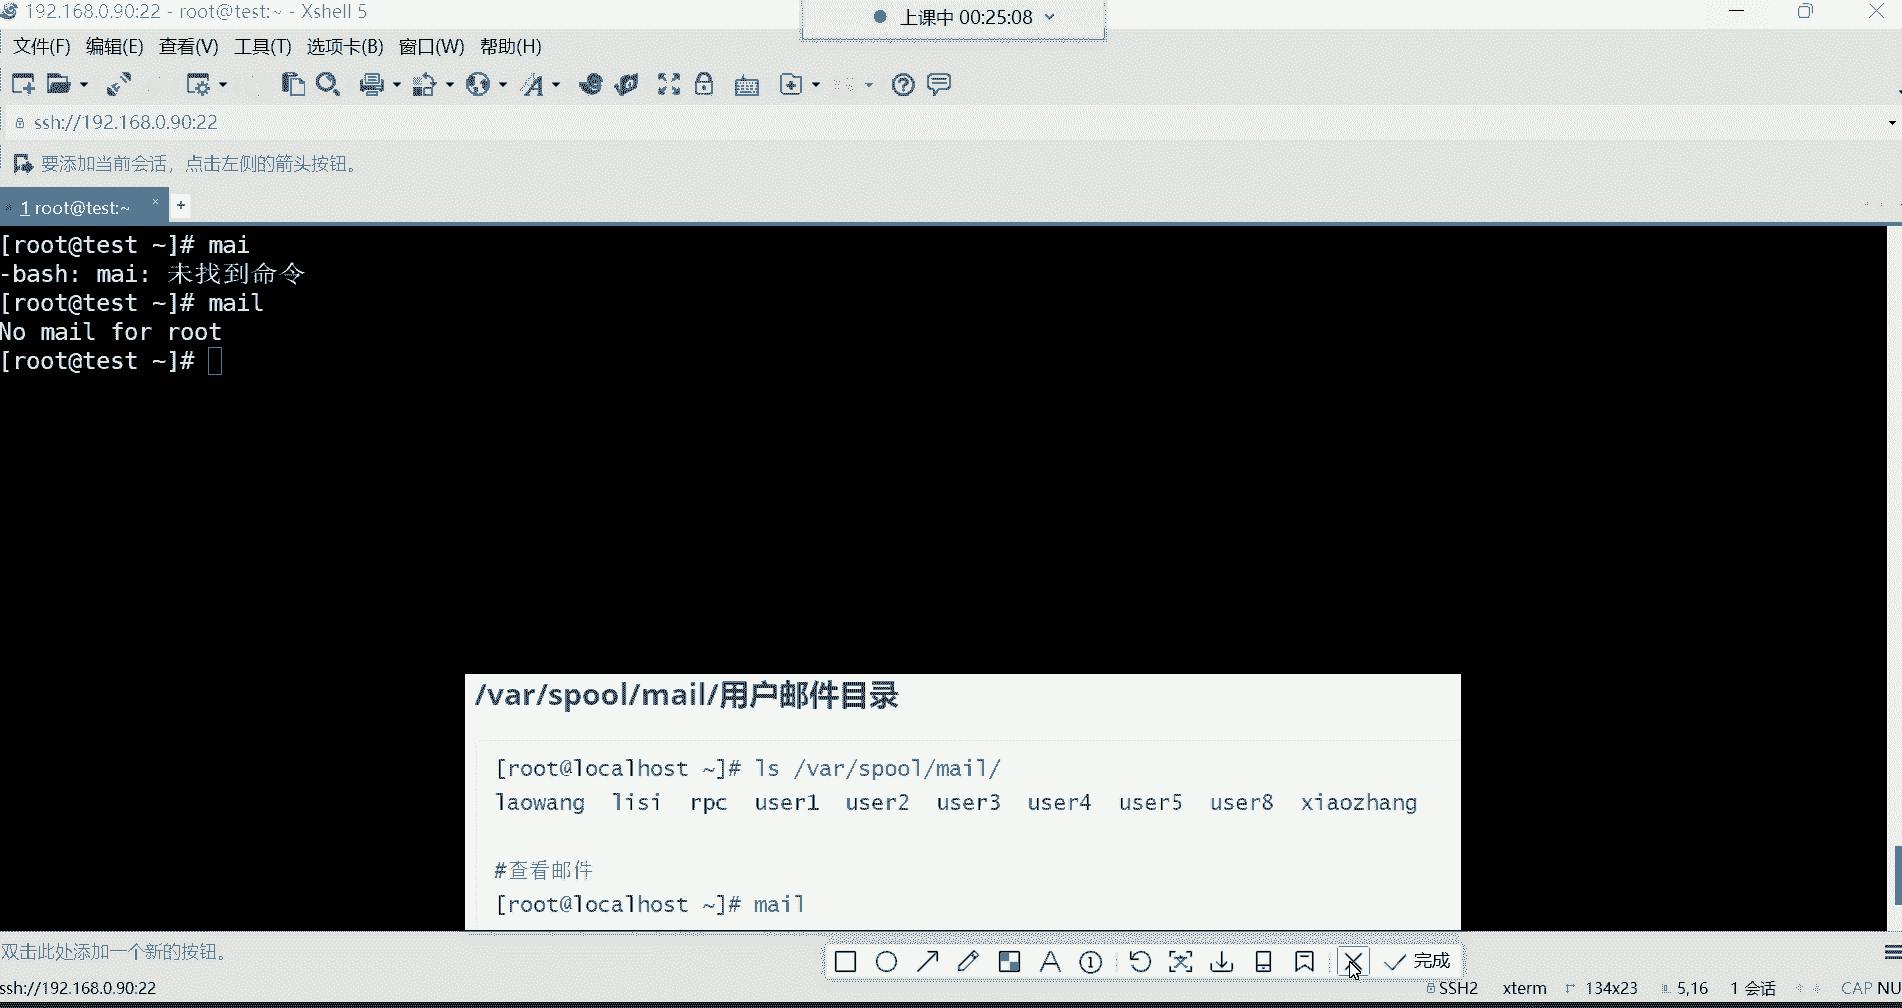 192.168.0.90:22 - root@test:~ - Xshell 5
上课中 00:25:08
文件(F) 编辑(E) 查看(V) 工具(T) 选项卡(B) 窗口(W) 帮助(H)
ssh://192.168.0.90:22
要添加当前会话，点击左侧的箭头按钮。
1 root@test:~ × +
[root@test ~]# mai
-bash: mai: 未找到命令
[root@test ~]# mail
No mail for root
[root@test ~]#
/var/spool/mail/用户邮件目录
[root@localhost ~]# ls /var/spool/mail/
laowang lisi rpc user1 user2 user3 user4 user5 user8 xiaozhang
#查看邮件
[root@localhost ~]# mail
双击此处添加一个新的按钮。
完成
ssh://192.168.0.90:22 SSH2 xterm 134x23 5,16 1 会话 CAP NU